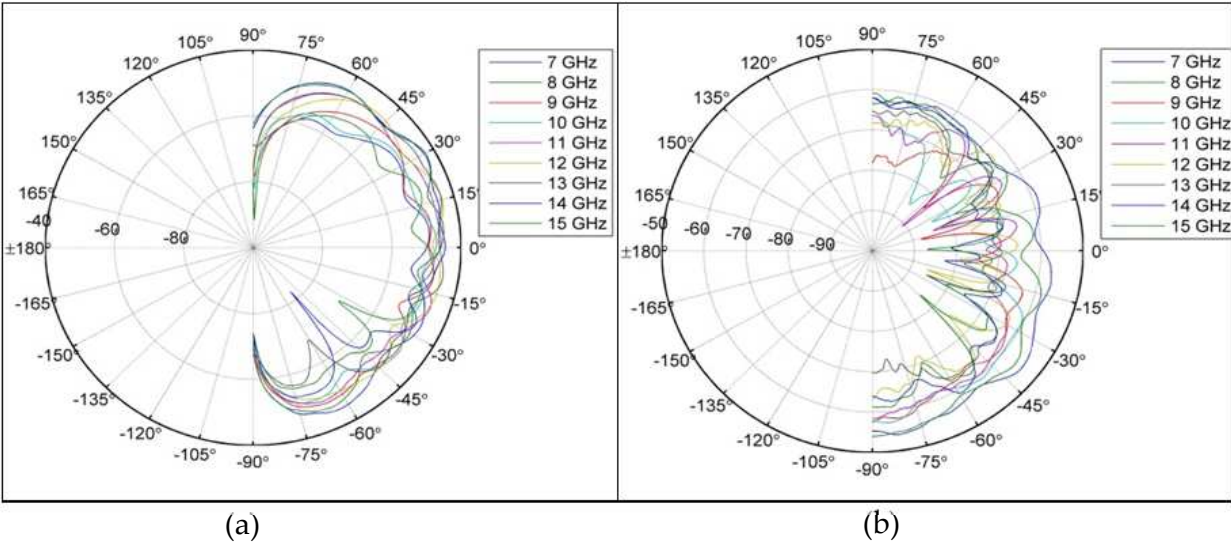 90°
105°
75°
120°
60°
135°
45°
150°
30°
165°
15°
-40
-60
-80
±180°
0°
-165°
-15°
-150°
-30°
-135°
-45°
-120°
-60°
-105°
-75°
-90°
7 GHz
8 GHz
9 GHz
10 GHz
11 GHz
12 GHz
13 GHz
14 GHz
15 GHz
(a)
90°
105°
75°
120°
60°
135°
45°
150°
30°
165°
15°
-50
-60
-70
-80
-90
±180°
0°
-165°
-15°
-150°
-30°
-135°
-45°
-120°
-60°
-105°
-75°
-90°
7 GHz
8 GHz
9 GHz
10 GHz
11 GHz
12 GHz
13 GHz
14 GHz
15 GHz
(b)